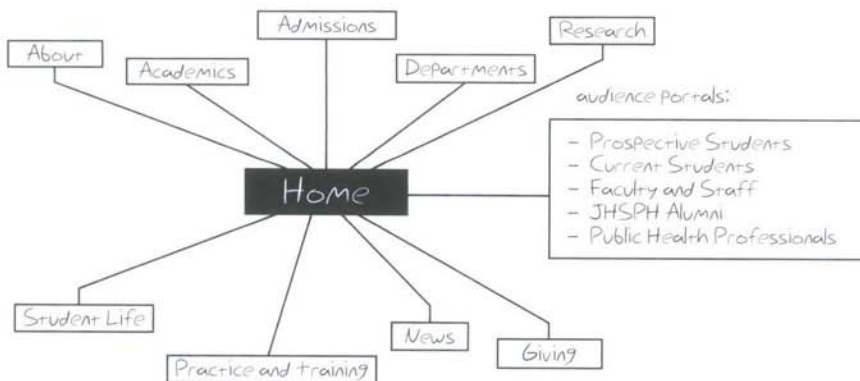 Admissions
Research
About
Academics
Departments
audience portals:
- Prospective Students
- Current Students
- Faculty and Staff
- JHSPH Alumni
- Public Health Professionals
Home
Student Life
News
Giving
Practice and training